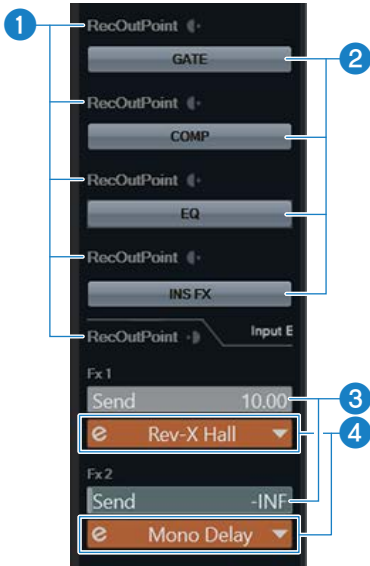 1 RecOutPoint
GATE 2
RecOutPoint
COMP
RecOutPoint
EQ
RecOutPoint
INS FX
RecOutPoint Input E
Fx 1
Send 10.00 3
e Rev-X Hall 4
Fx 2
Send -INF
e Mono Delay